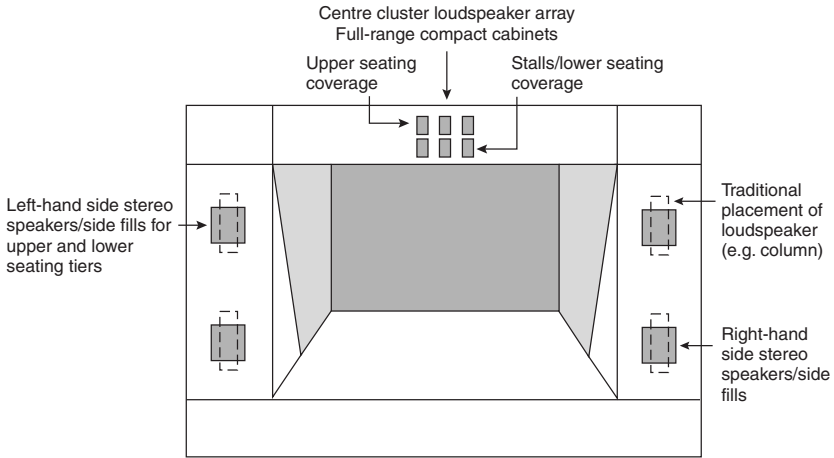 Centre cluster loudspeaker array
Full-range compact cabinets
Upper seating
coverage
Stalls/lower seating
coverage
Left-hand side stereo
speakers/side fills for
upper and lower
seating tiers
Traditional
placement of
loudspeaker
(e.g. column)
Right-hand
side stereo
speakers/side
fills